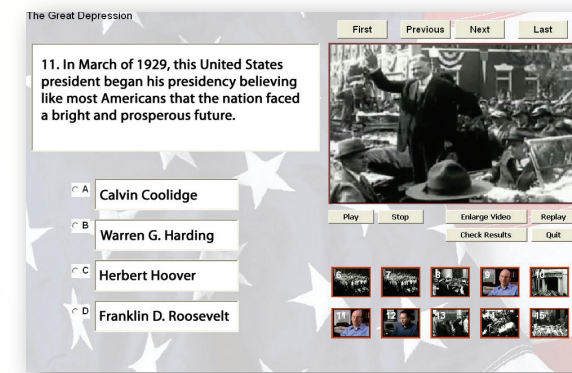 The Great Depression
First Previous Next Last
11. In March of 1929, this United States
president began his presidency believing
like most Americans that the nation faced
a bright and prosperous future.
A Calvin Coolidge
B Warren G. Harding
C Herbert Hoover
D Franklin D. Roosevelt
Play Stop Enlarge Video Replay
Check Results Quit
6 7 8 9 10
11 12 13 14 15